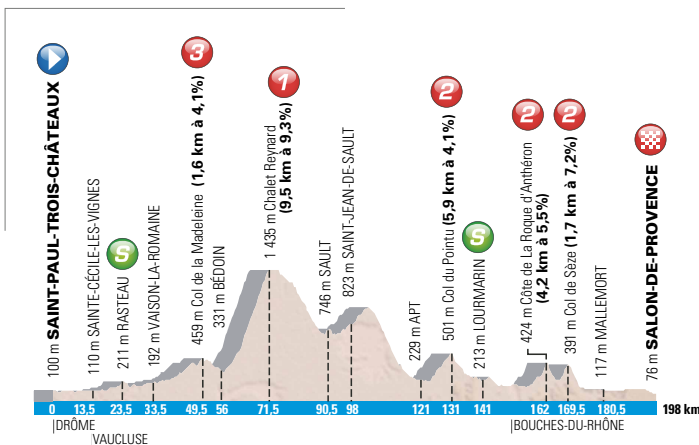 100 m SAINT-PAUL-TROIS-CHÂTEAUX
110 m SAINTE-CÉCILE-LES-VIGNES
S
211 m RASTEAU
192 m VAISON-LA-ROMAINE
3
459 m Col de la Madeleine (1,6 km à 4,1%)
331 m BÉDOIN
1
1 435 m Chalet Reynard
(9,5 km à 9,3%)
746 m SAULT
823 m SAINT-JEAN-DE-SAULT
229 m APT
2
501 m Col du Pointu (5,9 km à 4,1%)
S
213 m LOURMARIN
2
424 m Côte de La Roque d'Anthéron
(4,2 km à 5,5%)
2
391 m Col de Sèze (1,7 km à 7,2%)
117 m MALLEMORT
76 m SALON-DE-PROVENCE
0 13,5 23,5 33,5 49,5 56 71,5 90,5 98 121 131 141 162 169,5 180,5 198 km
DRÔME
VAUCLUSE
BOUCHES-DU-RHÔNE